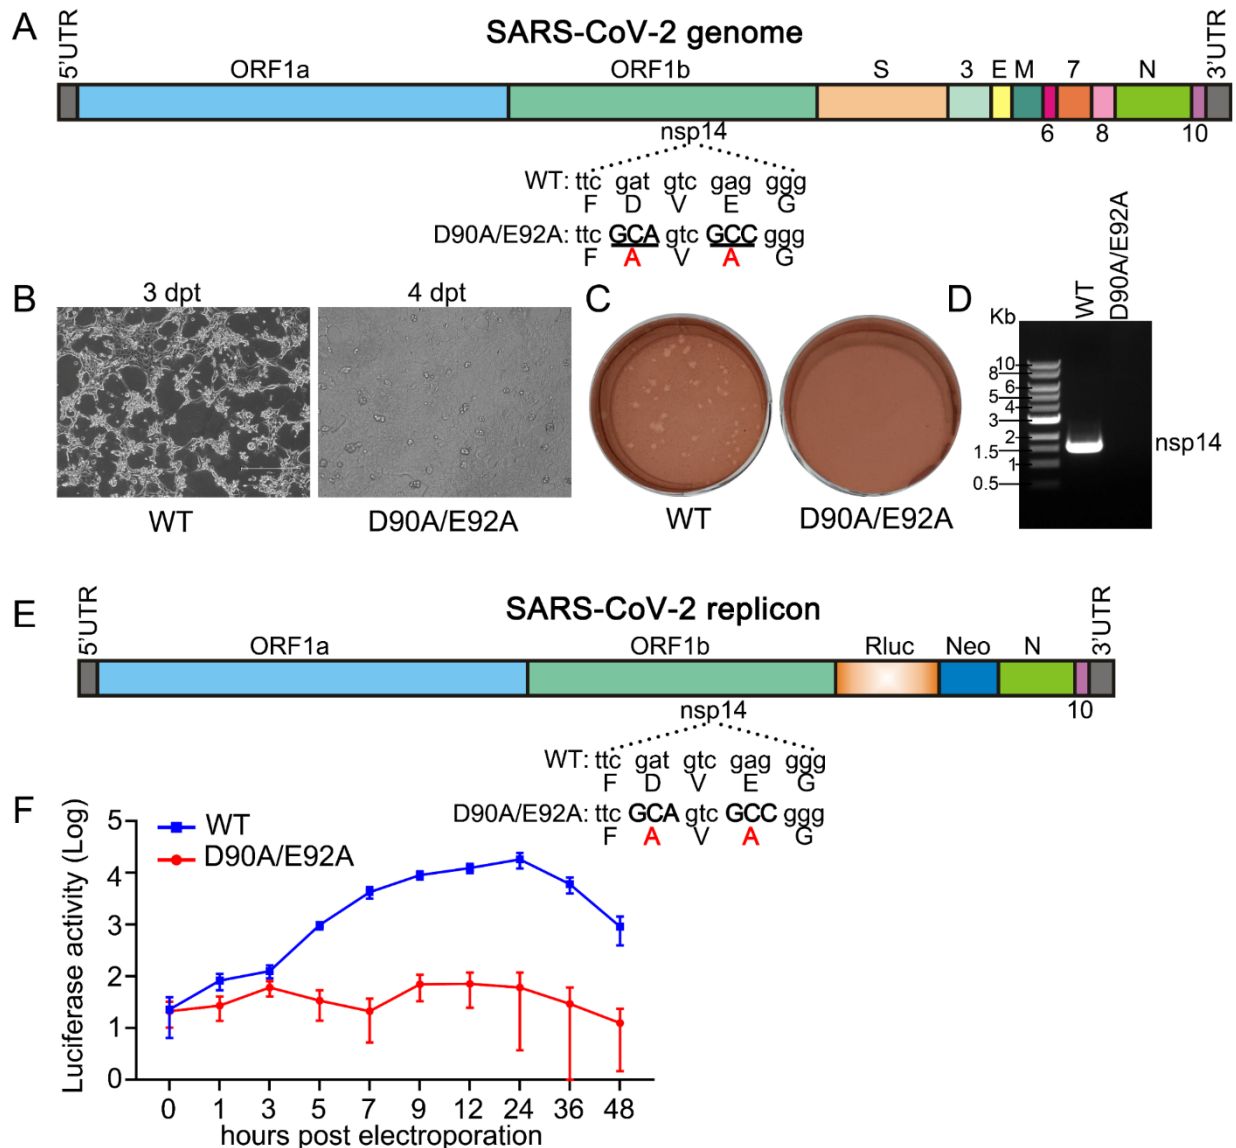 A
SARS-CoV-2 genome
5'UTR
ORF1a
ORF1b
S
3
E
M
7
N
3'UTR
6
8
10
nsp14
WT: ttc gat gtc gag ggg
F D V E G
D90A/E92A: ttc GCA gtc GCC ggg
F A V A G
B
3 dpt
4 dpt
WT
D90A/E92A
C
WT
D90A/E92A
D
WT
D90A/E92A
Kb
10
8
6
5
4
3
2
1.5
1
0.5
nsp14
E
SARS-CoV-2 replicon
5'UTR
ORF1a
ORF1b
Rluc
Neo
N
3'UTR
10
nsp14
WT: ttc gat gtc gag ggg
F D V E G
D90A/E92A: ttc GCA gtc GCC ggg
F A V A G
F
WT
D90A/E92A
Luciferase activity (Log)
5
4
3
2
1
0
0 1 3 5 7 9 12 24 36 48
hours post electroporation